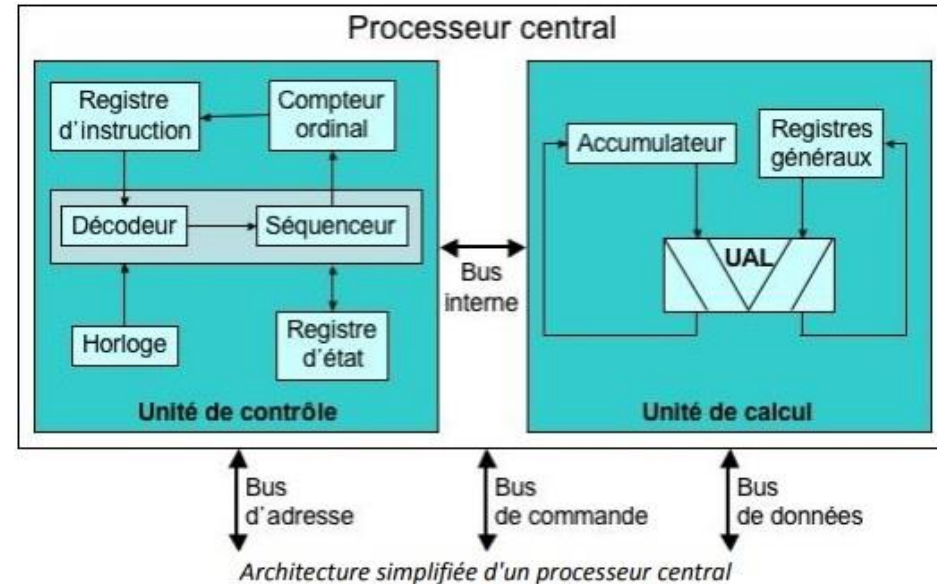 Processeur central
Registre
d'instruction
Compteur
ordinal
Décodeur
Séquenceur
Horloge
Registre
d'état
Unité de contrôle
Bus
interne
Accumulateur
Registres
généraux
UAL
Unité de calcul
Bus
d'adresse
Bus
de commande
Bus
de données
Architecture simplifiée d'un processeur central